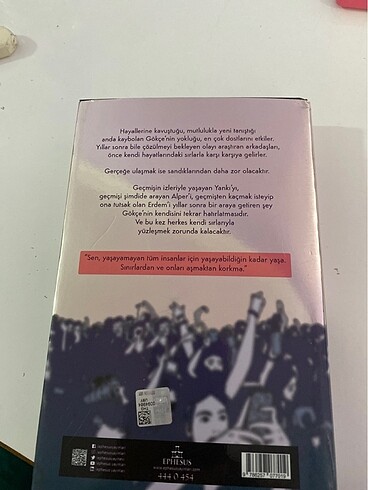 Hayallerine kavuştuğu, mutlulukla yeni tanıştığı
anda kaybolan Gökçe'nin yokluğu, en çok dostlarını etkiler.
Yıllar sonra bile çözülmeyi bekleyen olayı araştıran arkadaşları,
önce kendi hayatlarındaki sırlarla karşı karşıya gelirler.
Gerçeğe ulaşmak ise sandıklarından daha zor olacaktır.
Geçmişin izleriyle yaşayan Yankı'yı,
geçmişi şimdide arayan Alper'i, geçmişten kaçmak isteyip
ona tutsak olan Erdem'i yıllar sonra bir araya getiren şey
Gökçe'nin kendisini tekrar hatırlatmasıdır.
Ve bu kez herkes kendi sırlarıyla
yüzleşmek zorunda kalacaktır.
"Sen, yaşayamayan tüm insanlar için yaşayabildiğin kadar yaşa.
Sınırlardan ve onları aşmaktan korkma."
EPHESUS
444 0 454